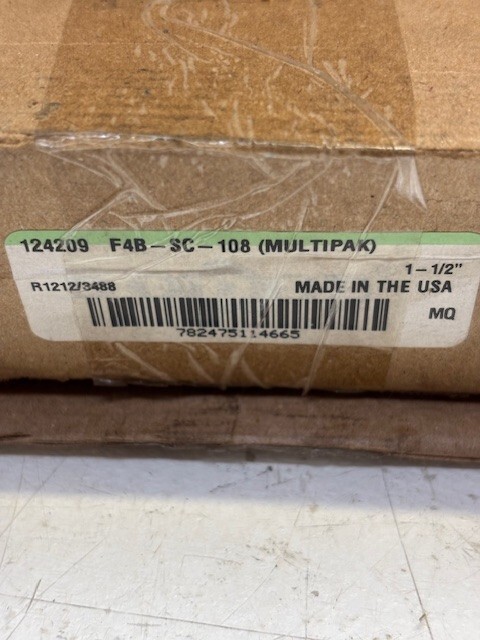 124209 F4B-SC-108 (MULTIPAK)
1-1/2"
R1212/3488 MADE IN THE USA
MQ
782475114665